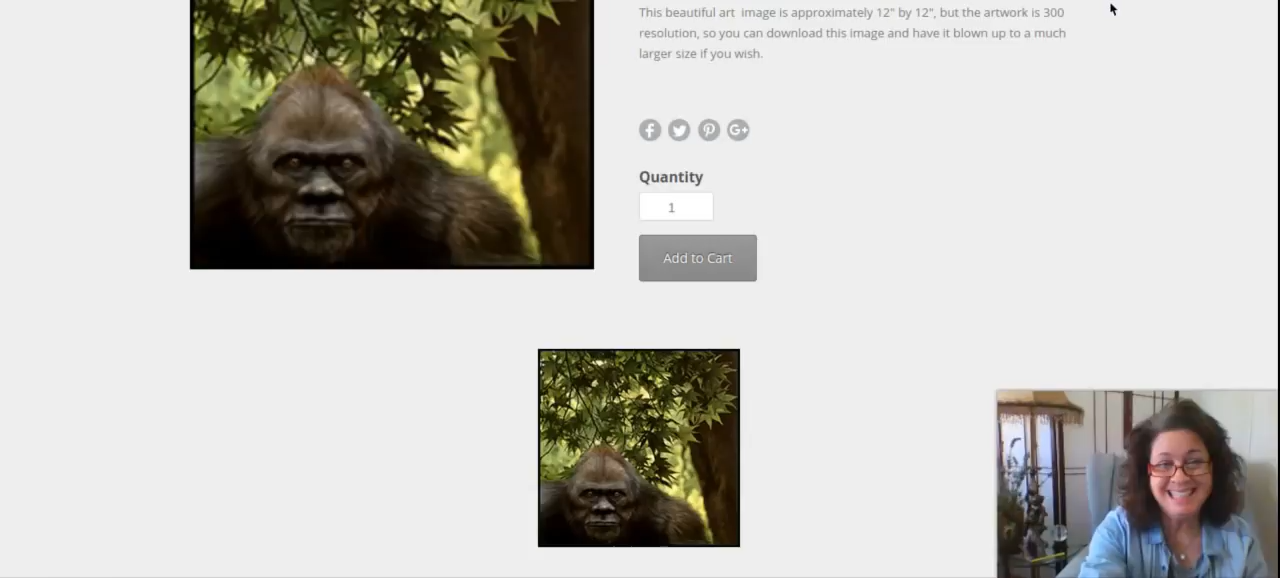 This beautiful art  image is approximately 12" by 12", but the artwork is 300
resolution, so you can download this image and have it blown up to a much
larger size if you wish.
Quantity
1
Add to Cart